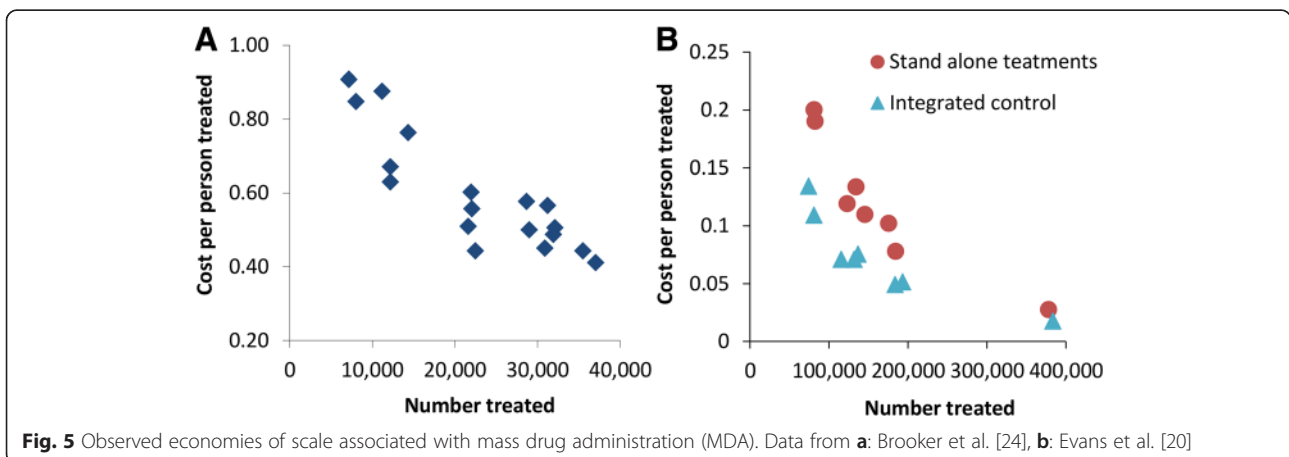 A
1.00
0.80
0.60
0.40
0.20
Cost per person treated
0
10,000
20,000
30,000
40,000
Number treated
B
0.25
0.2
0.15
0.1
0.05
0
Cost per person treated
Stand alone teatments
Integrated control
0
100,000
200,000
300,000
400,000
Number treated
Fig. 5 Observed economies of scale associated with mass drug administration (MDA). Data from a: Brooker et al. [24], b: Evans et al. [20]